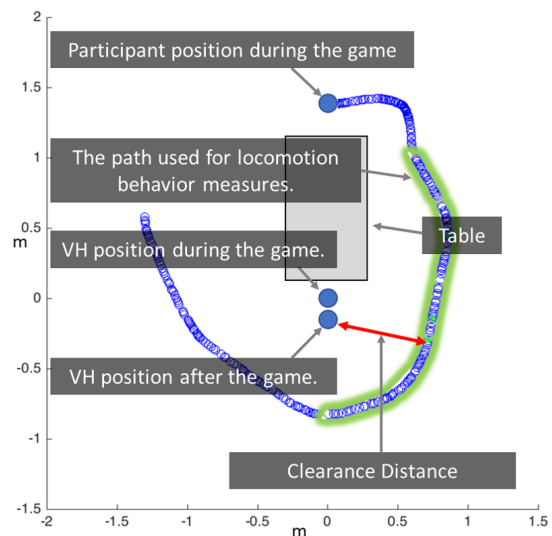 2
Participant position during the game
1.5
1
The path used for locomotion
behavior measures.
0.5
m
Table
VH position during the game.
0
-0.5
VH position after the game.
-1
Clearance Distance
-1.5
-2
-1.5
-1
-0.5
0
0.5
1
1.5
m